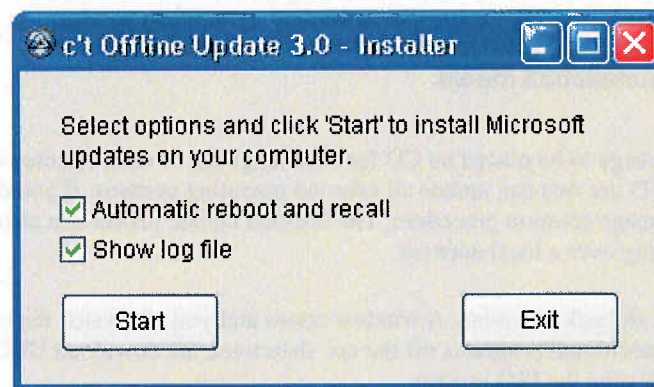 c't Offline Update 3.0 - Installer
Select options and click 'Start' to install Microsoft
updates on your computer.
Automatic reboot and recall
Show log file
Start
Exit